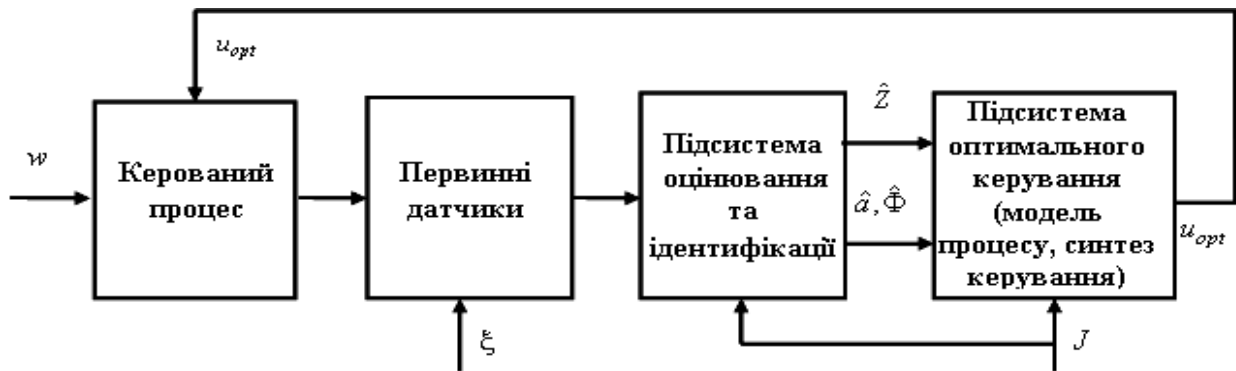 u_opt
w
Керований
процес
Первинні
датчики
Підсистема
оцінювання
та
ідентифікації
Ẑ
â, Φ̂
Підсистема
оптимального
керування
(модель
процесу, синтез
керування)
u_opt
ξ
J